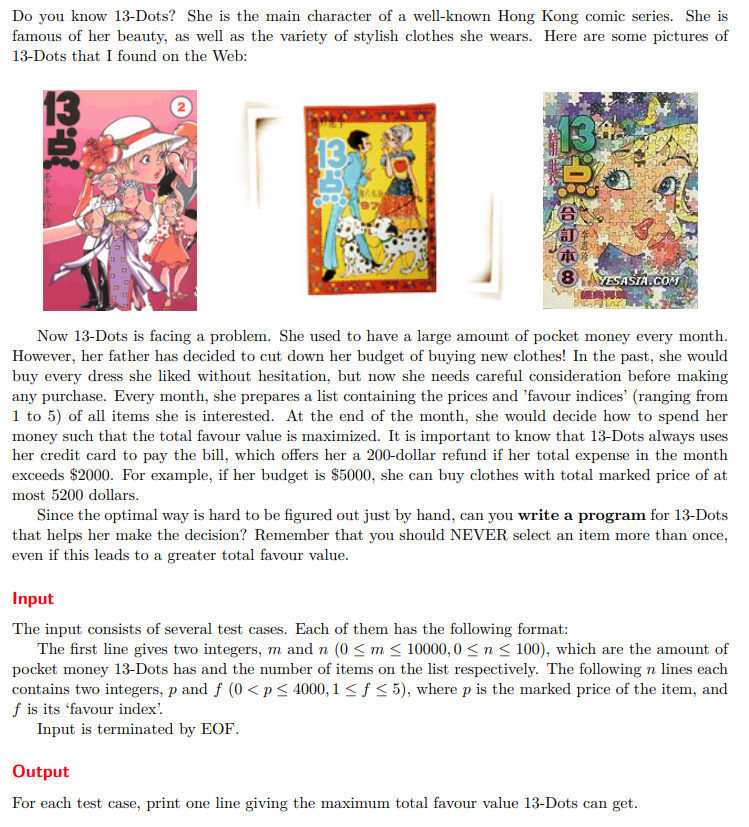 Do you know 13-Dots? She is the main character of a well-known Hong Kong comic series. She is
famous of her beauty, as well as the variety of stylish clothes she wears. Here are some pictures of
13-Dots that I found on the Web:
13
点
2
13
点
13
点
合
訂
本
8
YESASIA.COM
Now 13-Dots is facing a problem. She used to have a large amount of pocket money every month.
However, her father has decided to cut down her budget of buying new clothes! In the past, she would
buy every dress she liked without hesitation, but now she needs careful consideration before making
any purchase. Every month, she prepares a list containing the prices and ’favour indices’ (ranging from
1 to 5) of all items she is interested. At the end of the month, she would decide how to spend her
money such that the total favour value is maximized. It is important to know that 13-Dots always uses
her credit card to pay the bill, which offers her a 200-dollar refund if her total expense in the month
exceeds $2000. For example, if her budget is $5000, she can buy clothes with total marked price of at
most 5200 dollars.
Since the optimal way is hard to be figured out just by hand, can you write a program for 13-Dots
that helps her make the decision? Remember that you should NEVER select an item more than once,
even if this leads to a greater total favour value.
Input
The input consists of several test cases. Each of them has the following format:
The first line gives two integers, m and n (0 ≤ m ≤ 10000, 0 ≤ n ≤ 100), which are the amount of
pocket money 13-Dots has and the number of items on the list respectively. The following n lines each
contains two integers, p and f (0 < p ≤ 4000, 1 ≤ f ≤ 5), where p is the marked price of the item, and
f is its ‘favour index’.
Input is terminated by EOF.
Output
For each test case, print one line giving the maximum total favour value 13-Dots can get.